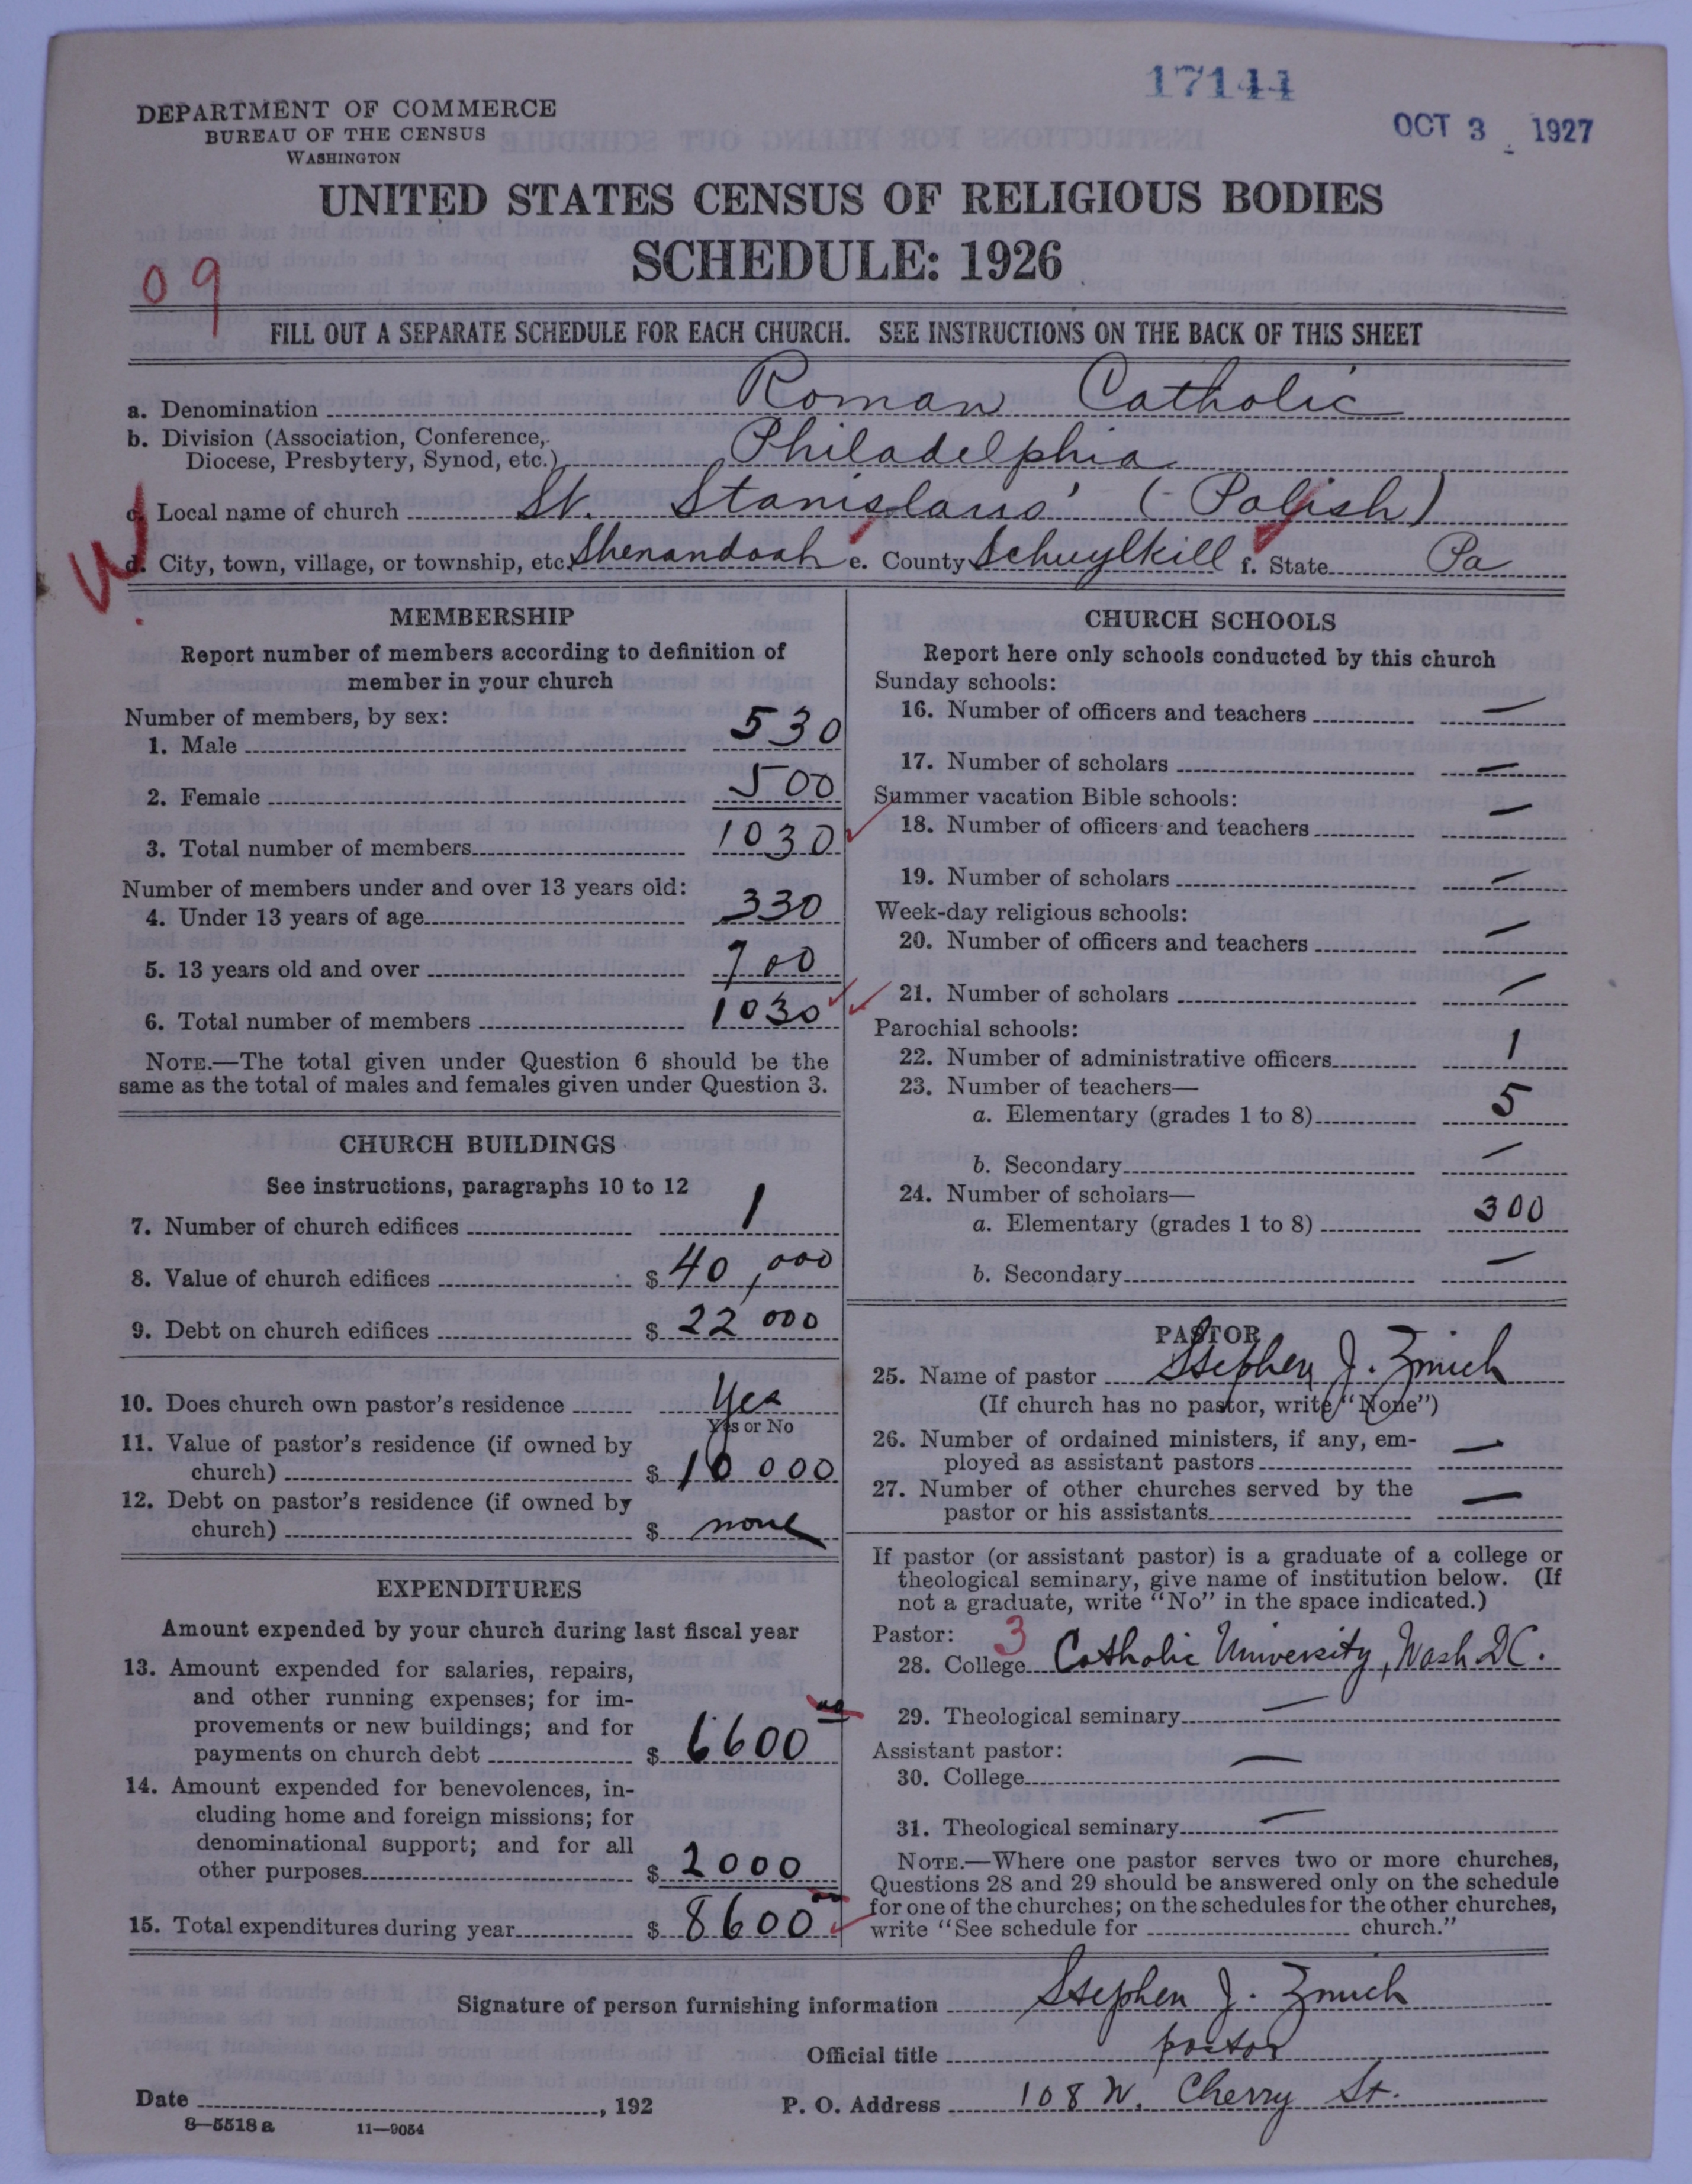 17144
OCT 3 1927
DEPARTMENT OF COMMERCE
BUREAU OF THE CENSUS
WASHINGTON
UNITED STATES CENSUS OF RELIGIOUS BODIES
SCHEDULE: 1926
09
FILL OUT A SEPARATE SCHEDULE FOR EACH CHURCH. SEE INSTRUCTIONS ON THE BACK OF THIS SHEET
a. Denomination Roman Catholic
b. Division (Association, Conference, Diocese, Presbytery, Synod, etc.) Philadelphia
c. Local name of church St. Stanislaus' (Polish)
d. City, town, village, or township, etc. Shenandoah e. County Schuylkill f. State Pa
MEMBERSHIP
Report number of members according to definition of
member in your church
Number of members, by sex:
1. Male 530
2. Female 500
3. Total number of members 1030
Number of members under and over 13 years old:
4. Under 13 years of age 330
5. 13 years old and over 700
6. Total number of members 1030
NOTE.—The total given under Question 6 should be the
same as the total of males and females given under Question 3.
CHURCH BUILDINGS
See instructions, paragraphs 10 to 12
7. Number of church edifices 1
8. Value of church edifices $ 40,000
9. Debt on church edifices $ 22 000
10. Does church own pastor's residence Yes
Yes or No
11. Value of pastor's residence (if owned by
church) $ 10 000
12. Debt on pastor's residence (if owned by
church) $ none
EXPENDITURES
Amount expended by your church during last fiscal year
13. Amount expended for salaries, repairs,
and other running expenses; for im-
provements or new buildings; and for
payments on church debt $ 6600
14. Amount expended for benevolences, in-
cluding home and foreign missions; for
denominational support; and for all
other purposes $ 2000
15. Total expenditures during year $ 8600
CHURCH SCHOOLS
Report here only schools conducted by this church
Sunday schools:
16. Number of officers and teachers —
17. Number of scholars —
Summer vacation Bible schools:
18. Number of officers and teachers —
19. Number of scholars —
Week-day religious schools:
20. Number of officers and teachers —
21. Number of scholars —
Parochial schools:
22. Number of administrative officers 1
23. Number of teachers—
a. Elementary (grades 1 to 8) 5
b. Secondary —
24. Number of scholars—
a. Elementary (grades 1 to 8) 300
b. Secondary —
PASTOR
25. Name of pastor Stephen J. Zmich
(If church has no pastor, write "None")
26. Number of ordained ministers, if any, em-
ployed as assistant pastors —
27. Number of other churches served by the
pastor or his assistants —
If pastor (or assistant pastor) is a graduate of a college or
theological seminary, give name of institution below. (If
not a graduate, write "No" in the space indicated.)
Pastor: 3
28. College Catholic University, Wash DC.
29. Theological seminary —
Assistant pastor:
30. College —
31. Theological seminary —
NOTE.—Where one pastor serves two or more churches,
Questions 28 and 29 should be answered only on the schedule
for one of the churches; on the schedules for the other churches,
write "See schedule for church."
Signature of person furnishing information Stephen J. Zmich
Official title pastor
Date , 192 P. O. Address 108 W. Cherry St.
8—5518 a 11—9054